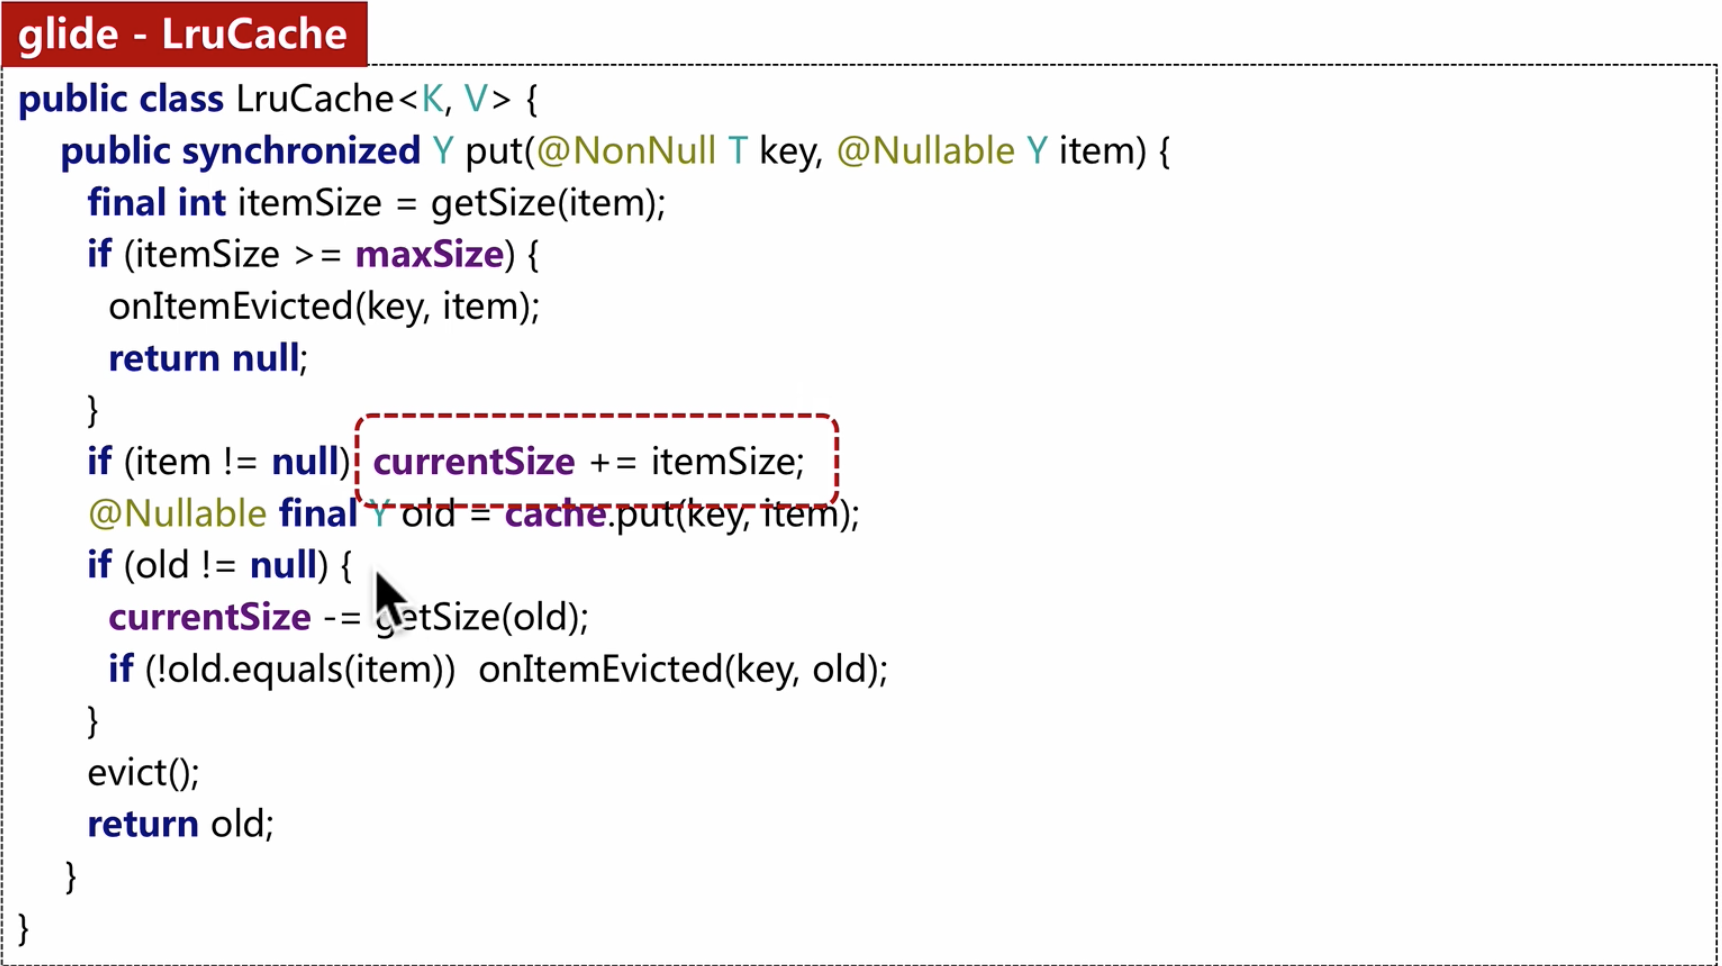 glide - LruCache
public class LruCache<K, V> {
public synchronized Y put(@NonNull T key, @Nullable Y item) {
final int itemSize = getSize(item);
if (itemSize >= maxSize) {
onItemEvicted(key, item);
return null;
}
if (item != null) currentSize += itemSize;
@Nullable final Y old = cache.put(key, item);
if (old != null) {
currentSize -= getSize(old);
if (!old.equals(item)) onItemEvicted(key, old);
}
evict();
return old;
}
}